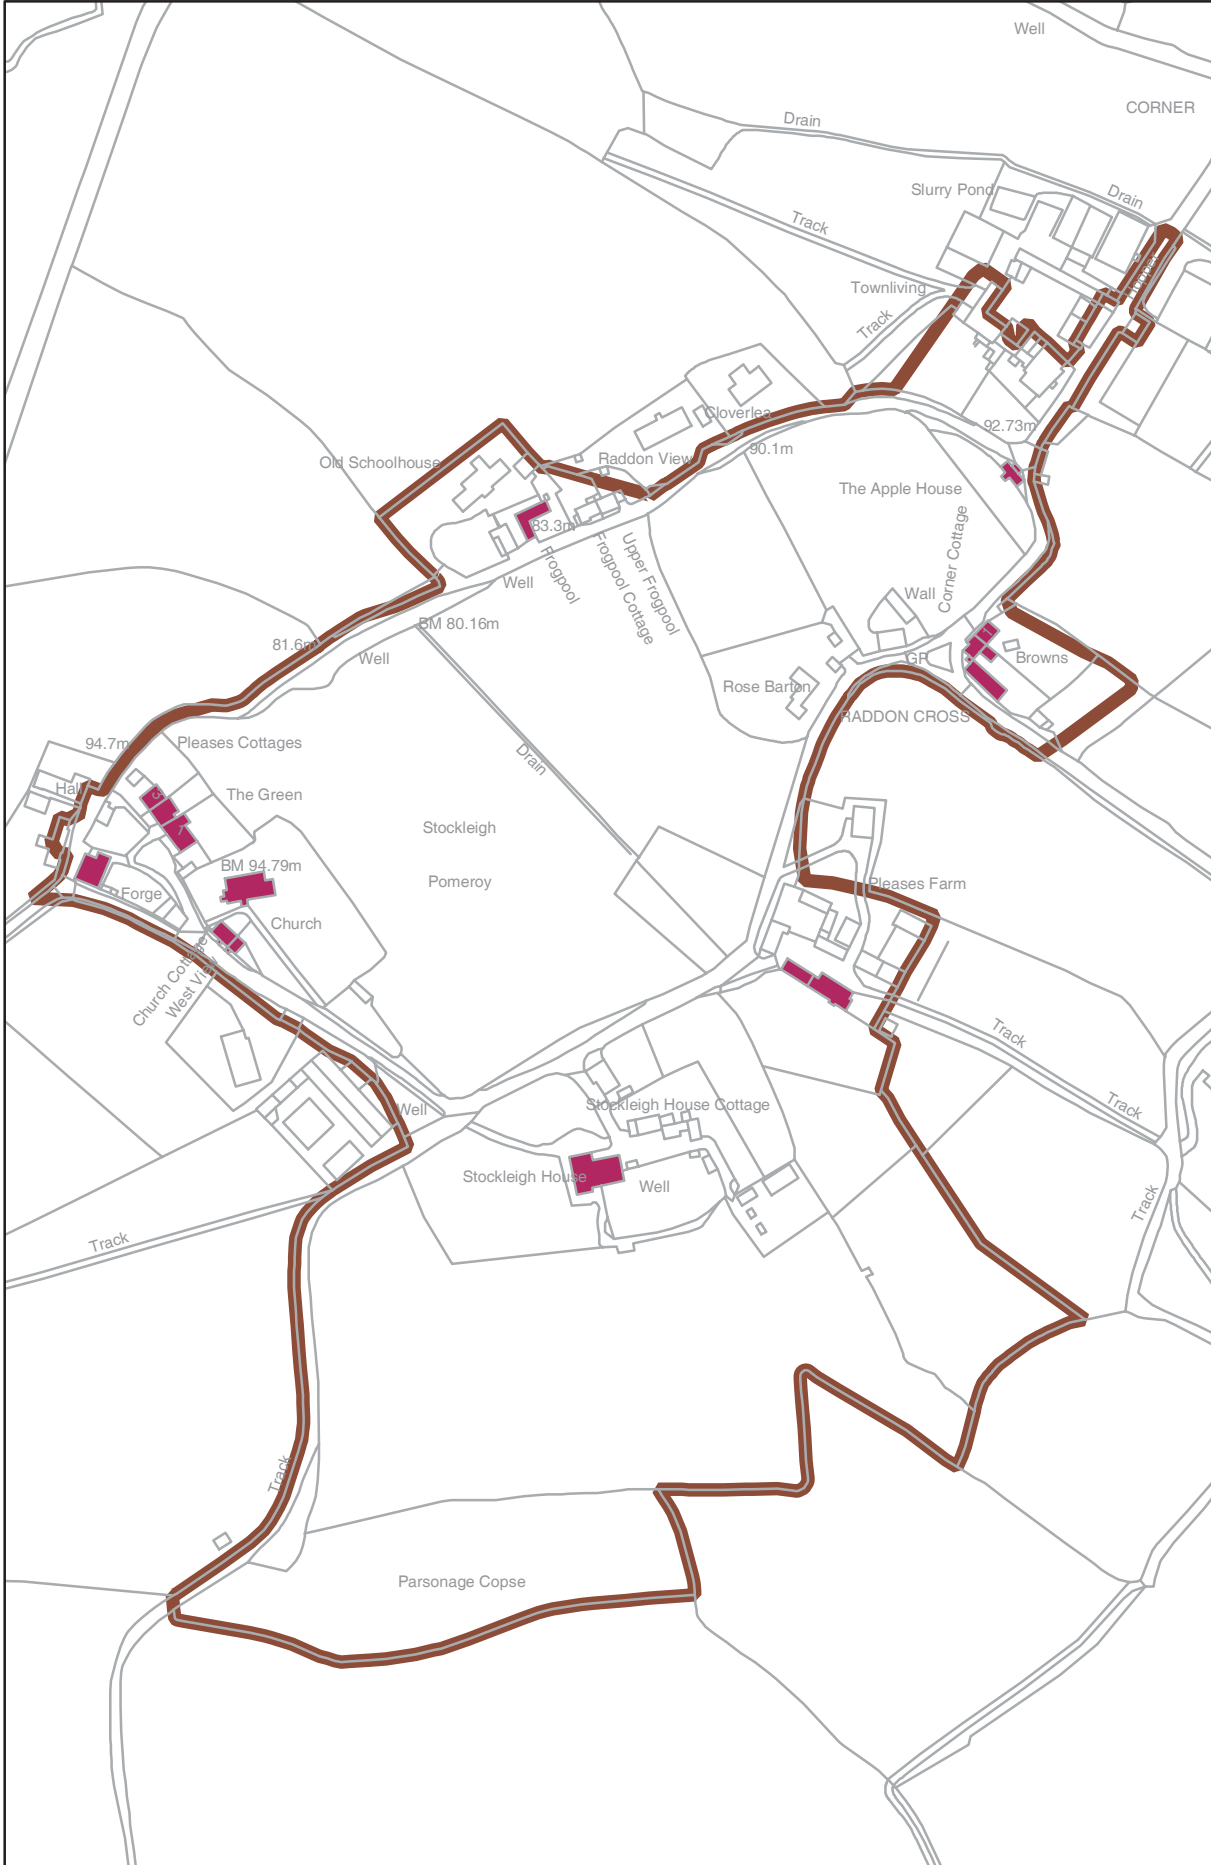 Well
CORNER
Drain
Slurry Pond
Drain
Track
Townliving
Track
Cloverlea
92.73m
90.1m
Raddon View
Old Schoolhouse
The Apple House
83.3m
Corner Cottage
Upper Frogpool
Frogpool Cottage
Frogpool
Well
Wall
BM 80.16m
81.6m
Well
GP
Browns
Rose Barton
RADDON CROSS
94.7m
Pleases Cottages
Drain
Hall
The Green
3
1
Stockleigh
Pomeroy
BM 94.79m
Forge
Pleases Farm
Church
Church Cottage
West View
Track
Well
Stockleigh House Cottage
Track
Stockleigh House
Well
Track
Track
Track
Parsonage Copse